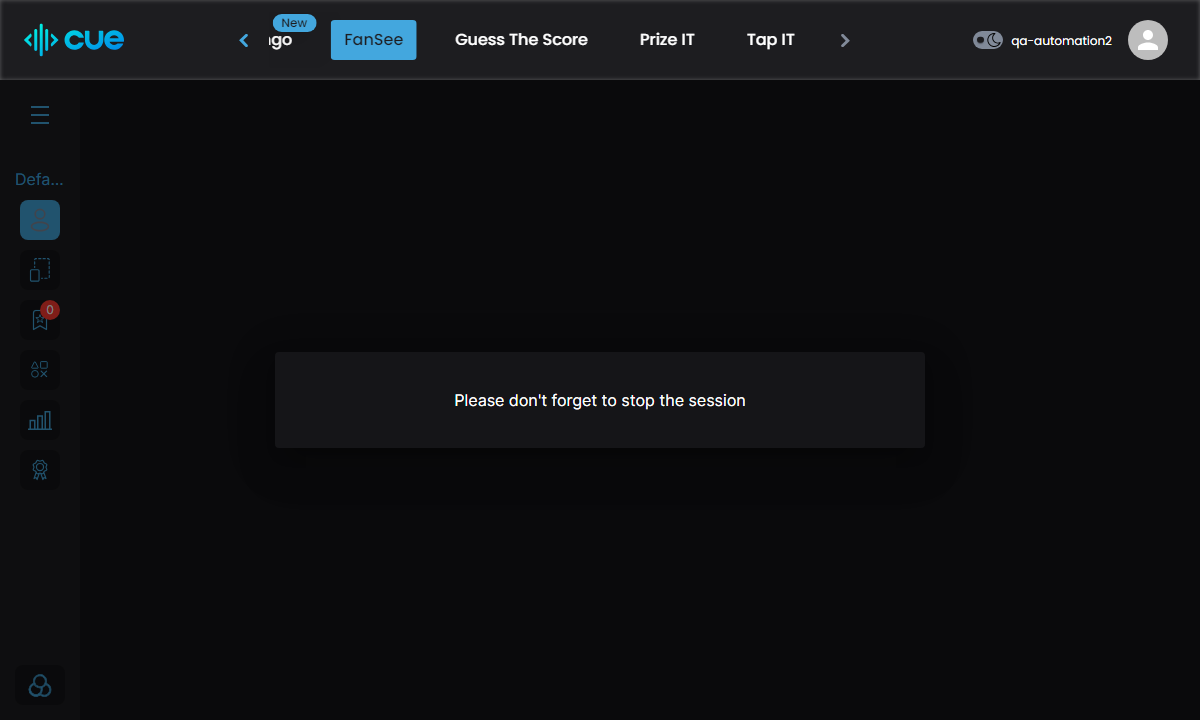 cue
New
FanSee
Guess The Score
Prize IT
Tap IT
qa-automation2
Defa...
0
Please don't forget to stop the session